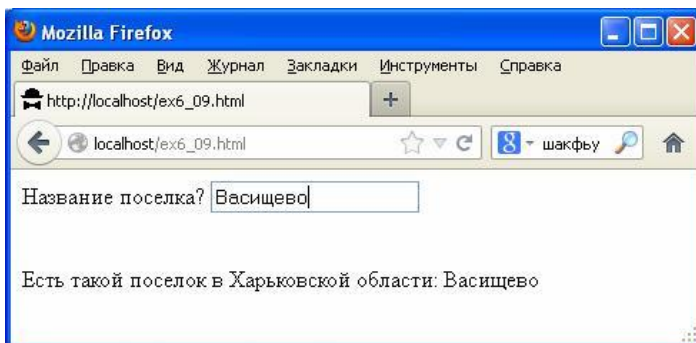 Mozilla Firefox
Файл Правка Вид Журнал Закладки Инструменты Справка
http://localhost/ex6_09.html +
localhost/ex6_09.html 8 шакфьу
Название поселка? Васищево
Есть такой поселок в Харьковской области: Васищево